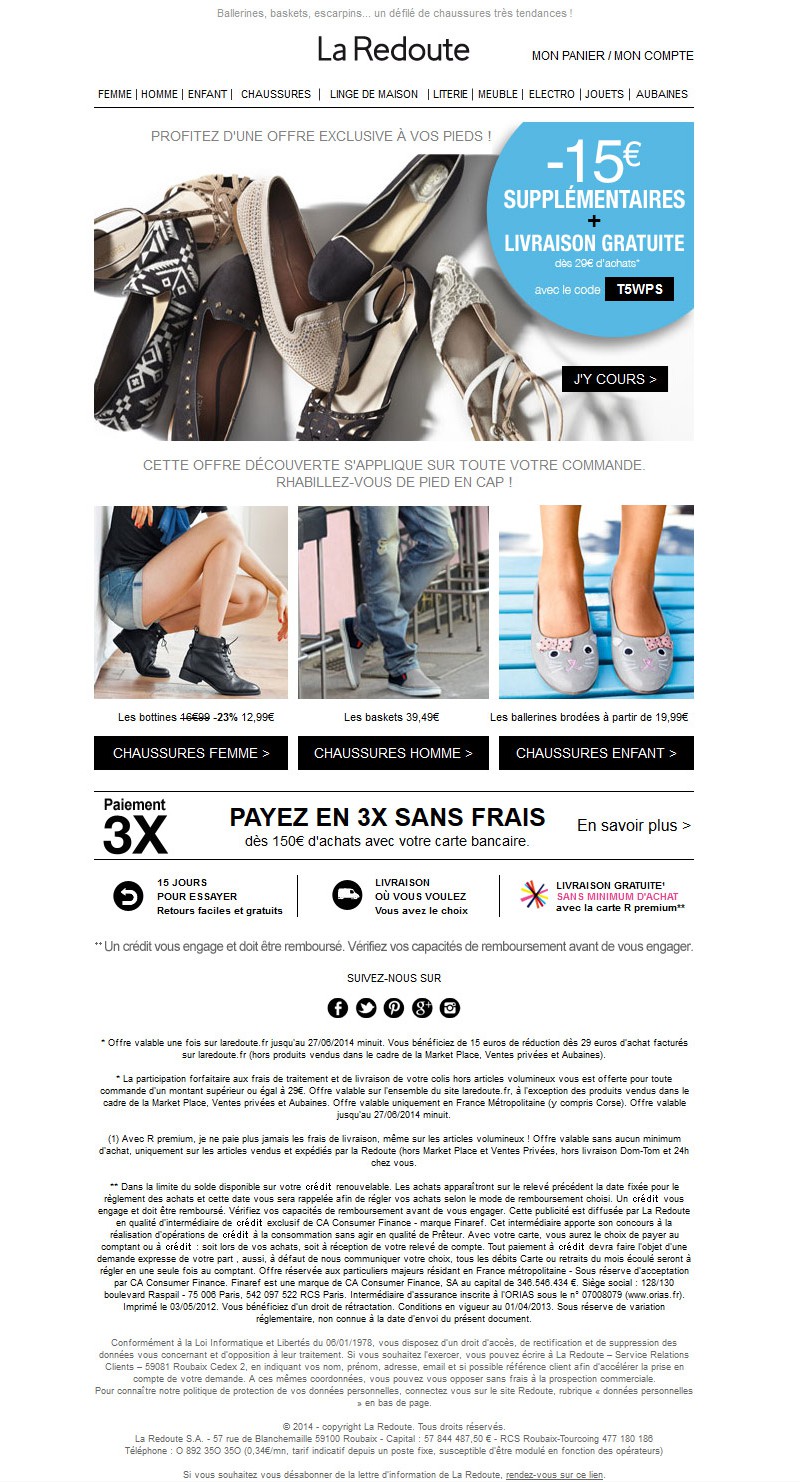 Ballerines, baskets, escarpins... un défilé de chaussures très tendances !
La Redoute
MON PANIER / MON COMPTE
FEMME | HOMME | ENFANT | CHAUSSURES | LINGE DE MAISON | LITERIE | MEUBLE | ELECTRO | JOUETS | AUBAINES
PROFITEZ D'UNE OFFRE EXCLUSIVE À VOS PIEDS !
-15€
SUPPLÉMENTAIRES
+
LIVRAISON GRATUITE
dès 29€ d'achats*
avec le code T5WPS
J'Y COURS >
CETTE OFFRE DÉCOUVERTE S'APPLIQUE SUR TOUTE VOTRE COMMANDE.
RHABILLEZ-VOUS DE PIED EN CAP !
Les bottines 16€99 -23% 12,99€
Les baskets 39,49€
Les ballerines brodées à partir de 19,99€
CHAUSSURES FEMME >
CHAUSSURES HOMME >
CHAUSSURES ENFANT >
Paiement
3X
PAYEZ EN 3X SANS FRAIS
dès 150€ d'achats avec votre carte bancaire.
En savoir plus >
15 JOURS
POUR ESSAYER
Retours faciles et gratuits
LIVRAISON
OÙ VOUS VOULEZ
Vous avez le choix
LIVRAISON GRATUITE¹
SANS MINIMUM D'ACHAT
avec la carte R premium**
** Un crédit vous engage et doit être remboursé. Vérifiez vos capacités de remboursement avant de vous engager.
SUIVEZ-NOUS SUR
* Offre valable une fois sur laredoute.fr jusqu'au 27/06/2014 minuit. Vous bénéficiez de 15 euros de réduction dès 29 euros d'achat facturés
sur laredoute.fr (hors produits vendus dans le cadre de la Market Place, Ventes privées et Aubaines).
* La participation forfaitaire aux frais de traitement et de livraison de votre colis hors articles volumineux vous est offerte pour toute
commande d'un montant supérieur ou égal à 29€. Offre valable sur l'ensemble du site laredoute.fr, à l'exception des produits vendus dans le
cadre de la Market Place, Ventes privées et Aubaines. Offre valable uniquement en France Métropolitaine (y compris Corse). Offre valable
jusqu'au 27/06/2014 minuit.
(1) Avec R premium, je ne paie plus jamais les frais de livraison, même sur les articles volumineux ! Offre valable sans aucun minimum
d'achat, uniquement sur les articles vendus et expédiés par la Redoute (hors Market Place et Ventes Privées, hors livraison Dom-Tom et 24h
chez vous.
** Dans la limite du solde disponible sur votre crédit renouvelable. Les achats apparaîtront sur le relevé précédent la date fixée pour le
règlement des achats et cette date vous sera rappelée afin de régler vos achats selon le mode de remboursement choisi. Un crédit vous
engage et doit être remboursé. Vérifiez vos capacités de remboursement avant de vous engager. Cette publicité est diffusée par La Redoute
en qualité d'intermédiaire de crédit exclusif de CA Consumer Finance - marque Finaref. Cet intermédiaire apporte son concours à la
réalisation d'opérations de crédit à la consommation sans agir en qualité de Prêteur. Avec votre carte, vous aurez le choix de payer au
comptant ou à crédit : soit lors de vos achats, soit à réception de votre relevé de compte. Tout paiement à crédit devra faire l'objet d'une
demande expresse de votre part , aussi, à défaut de nous communiquer votre choix, tous les débits Carte ou retraits du mois écoulé seront à
régler en une seule fois au comptant. Offre réservée aux particuliers majeurs résidant en France métropolitaine - Sous réserve d'acceptation
par CA Consumer Finance. Finaref est une marque de CA Consumer Finance, SA au capital de 346.546.434 €. Siège social : 128/130
boulevard Raspail - 75 006 Paris, 542 097 522 RCS Paris. Intermédiaire d'assurance inscrite à l'ORIAS sous le n° 07008079 (www.orias.fr).
Imprimé le 03/05/2012. Vous bénéficiez d'un droit de rétractation. Conditions en vigueur au 01/04/2013. Sous réserve de variation
réglementaire, non connue à la date d'envoi du présent document.
Conformément à la Loi Informatique et Libertés du 06/01/1978, vous disposez d'un droit d'accès, de rectification et de suppression des
données vous concernant et d'opposition à leur traitement. Si vous souhaitez l'exercer, vous pouvez écrire à La Redoute – Service Relations
Clients – 59081 Roubaix Cedex 2, en indiquant vos nom, prénom, adresse, email et si possible référence client afin d'accélérer la prise en
compte de votre demande. A ces mêmes coordonnées, vous pouvez vous opposer sans frais à la prospection commerciale.
Pour connaître notre politique de protection de vos données personnelles, connectez vous sur le site Redoute, rubrique « données personnelles
» en bas de page.
© 2014 - copyright La Redoute. Tous droits réservés.
La Redoute S.A. - 57 rue de Blanchemaille 59100 Roubaix - Capital : 57 844 487,50 € - RCS Roubaix-Tourcoing 477 180 186
Téléphone : O 892 35O 35O (0,34€/mn, tarif indicatif depuis un poste fixe, susceptible d'être modulé en fonction des opérateurs)
Si vous souhaitez vous désabonner de la lettre d'information de La Redoute, rendez-vous sur ce lien.